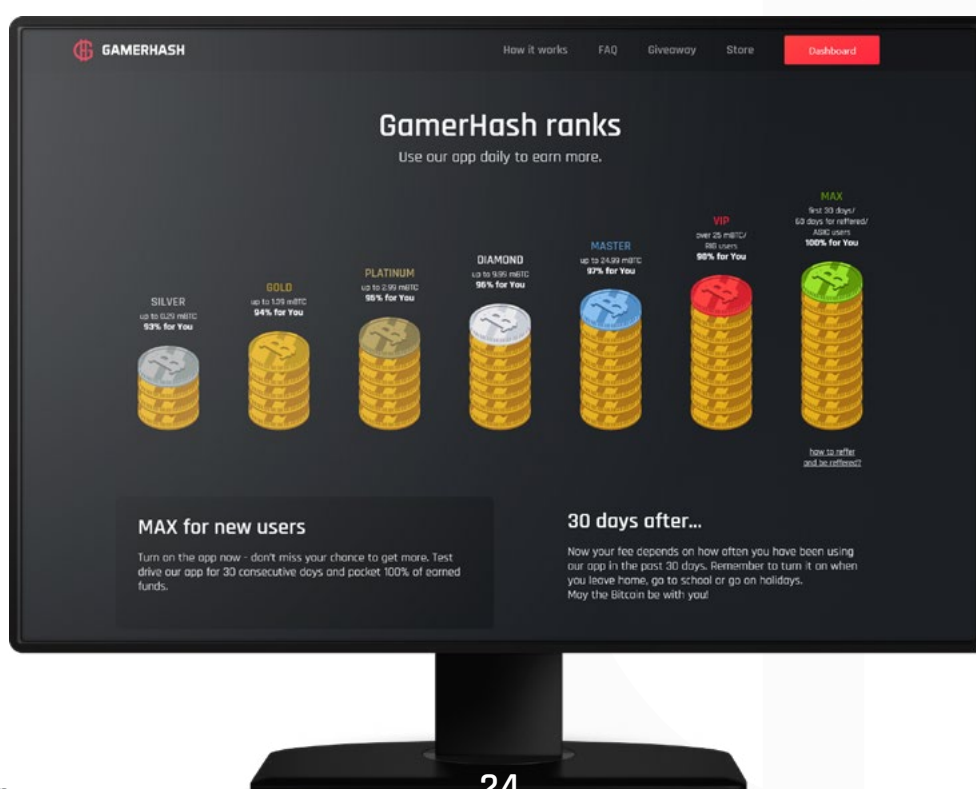 GAMERHASH
How it works FAQ Giveaway Store Dashboard
GamerHash ranks
Use our app daily to earn more.
SILVER
up to 0.29 mBTC
93% for You
GOLD
up to 1.39 mBTC
94% for You
PLATINUM
up to 2.99 mBTC
95% for You
DIAMOND
up to 9.99 mBTC
96% for You
MASTER
up to 24.99 mBTC
97% for You
VIP
over 25 mBTC/
RIG users
98% for You
MAX
first 30 days/
60 days for reffered/
ASIC users
100% for You
how to reffer
and be reffered?
MAX for new users
Turn on the app now - don't miss your chance to get more. Test
drive our app for 30 consecutive days and pocket 100% of earned
funds.
30 days after...
Now your fee depends on how often you have been using
our app in the past 30 days. Remember to turn it on when
you leave home, go to school or go on holidays.
May the Bitcoin be with you!
24